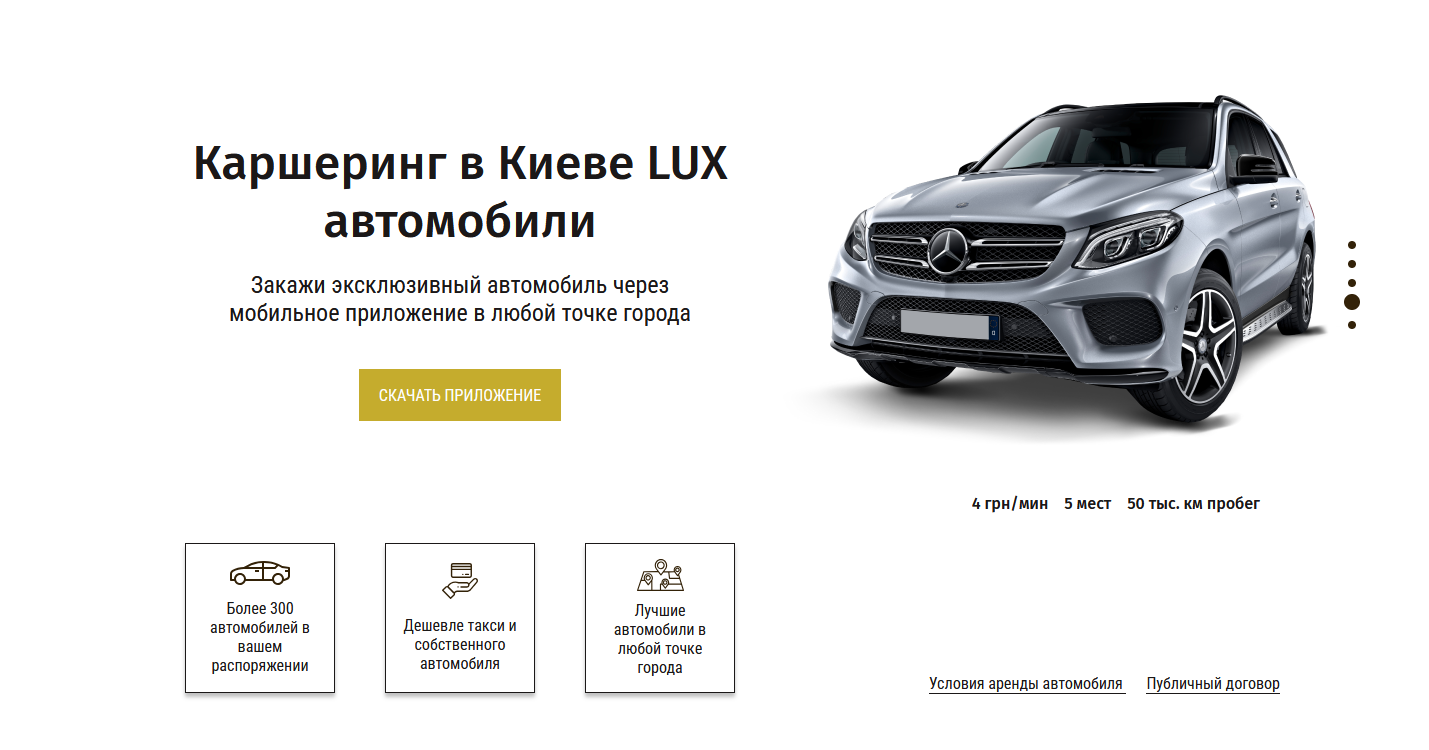 Каршеринг в Киеве LUX
автомобили
Закажи эксклюзивный автомобиль через
мобильное приложение в любой точке города
СКАЧАТЬ ПРИЛОЖЕНИЕ
4 грн/мин 5 мест 50 тыс. км пробег
Более 300
автомобилей в
вашем
распоряжении
Дешевле такси и
собственного
автомобиля
Лучшие
автомобили в
любой точке
города
Условия аренды автомобиля Публичный договор